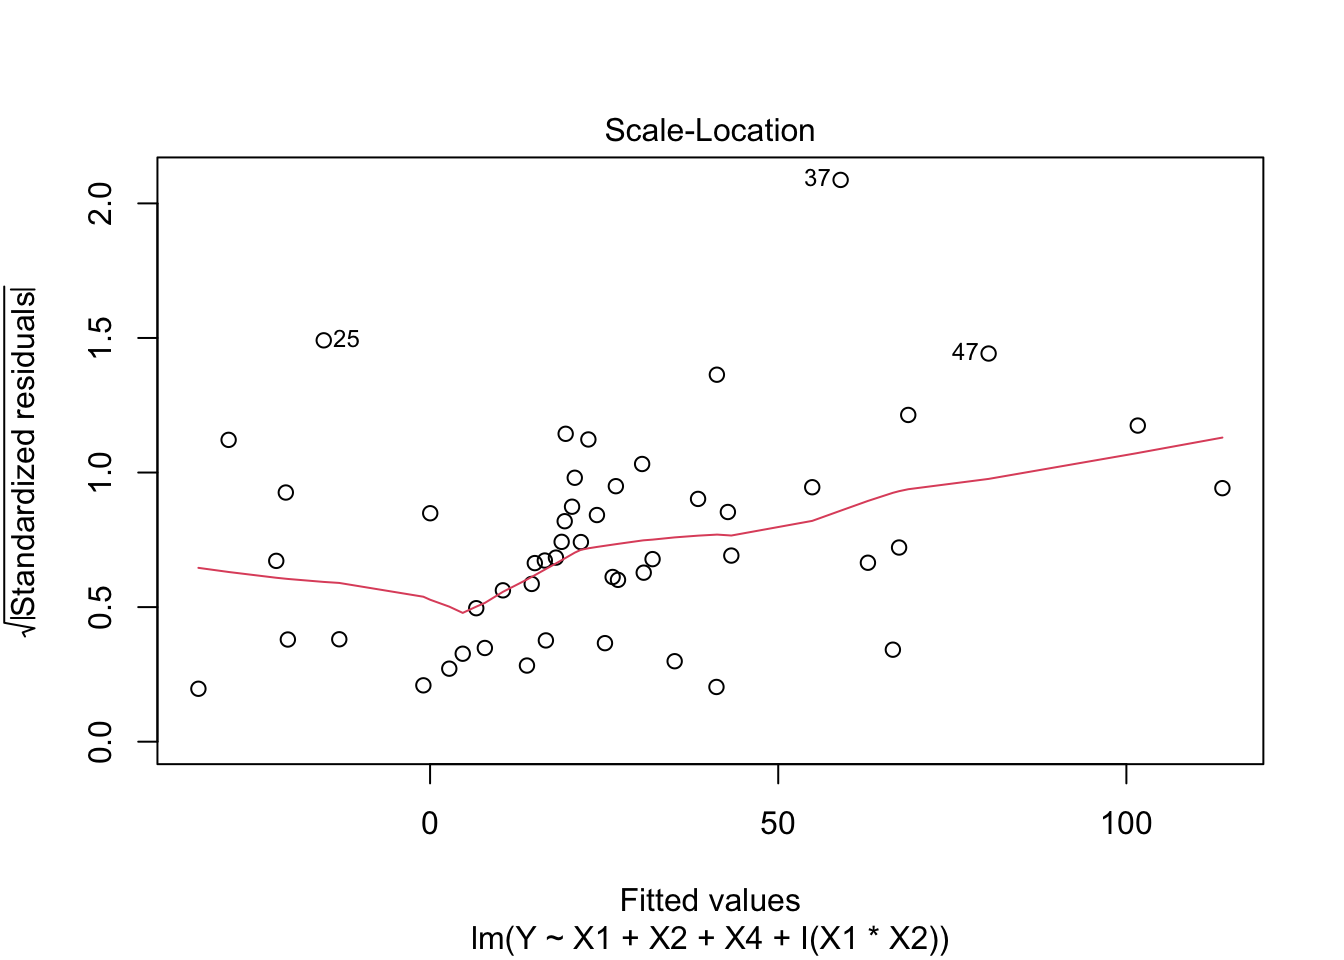 Scale-Location
√|Standardized residuals|
2.0
1.5
1.0
0.5
0.0
37
25
47
0 50 100
Fitted values
lm(Y ~ X1 + X2 + X4 + I(X1 * X2))